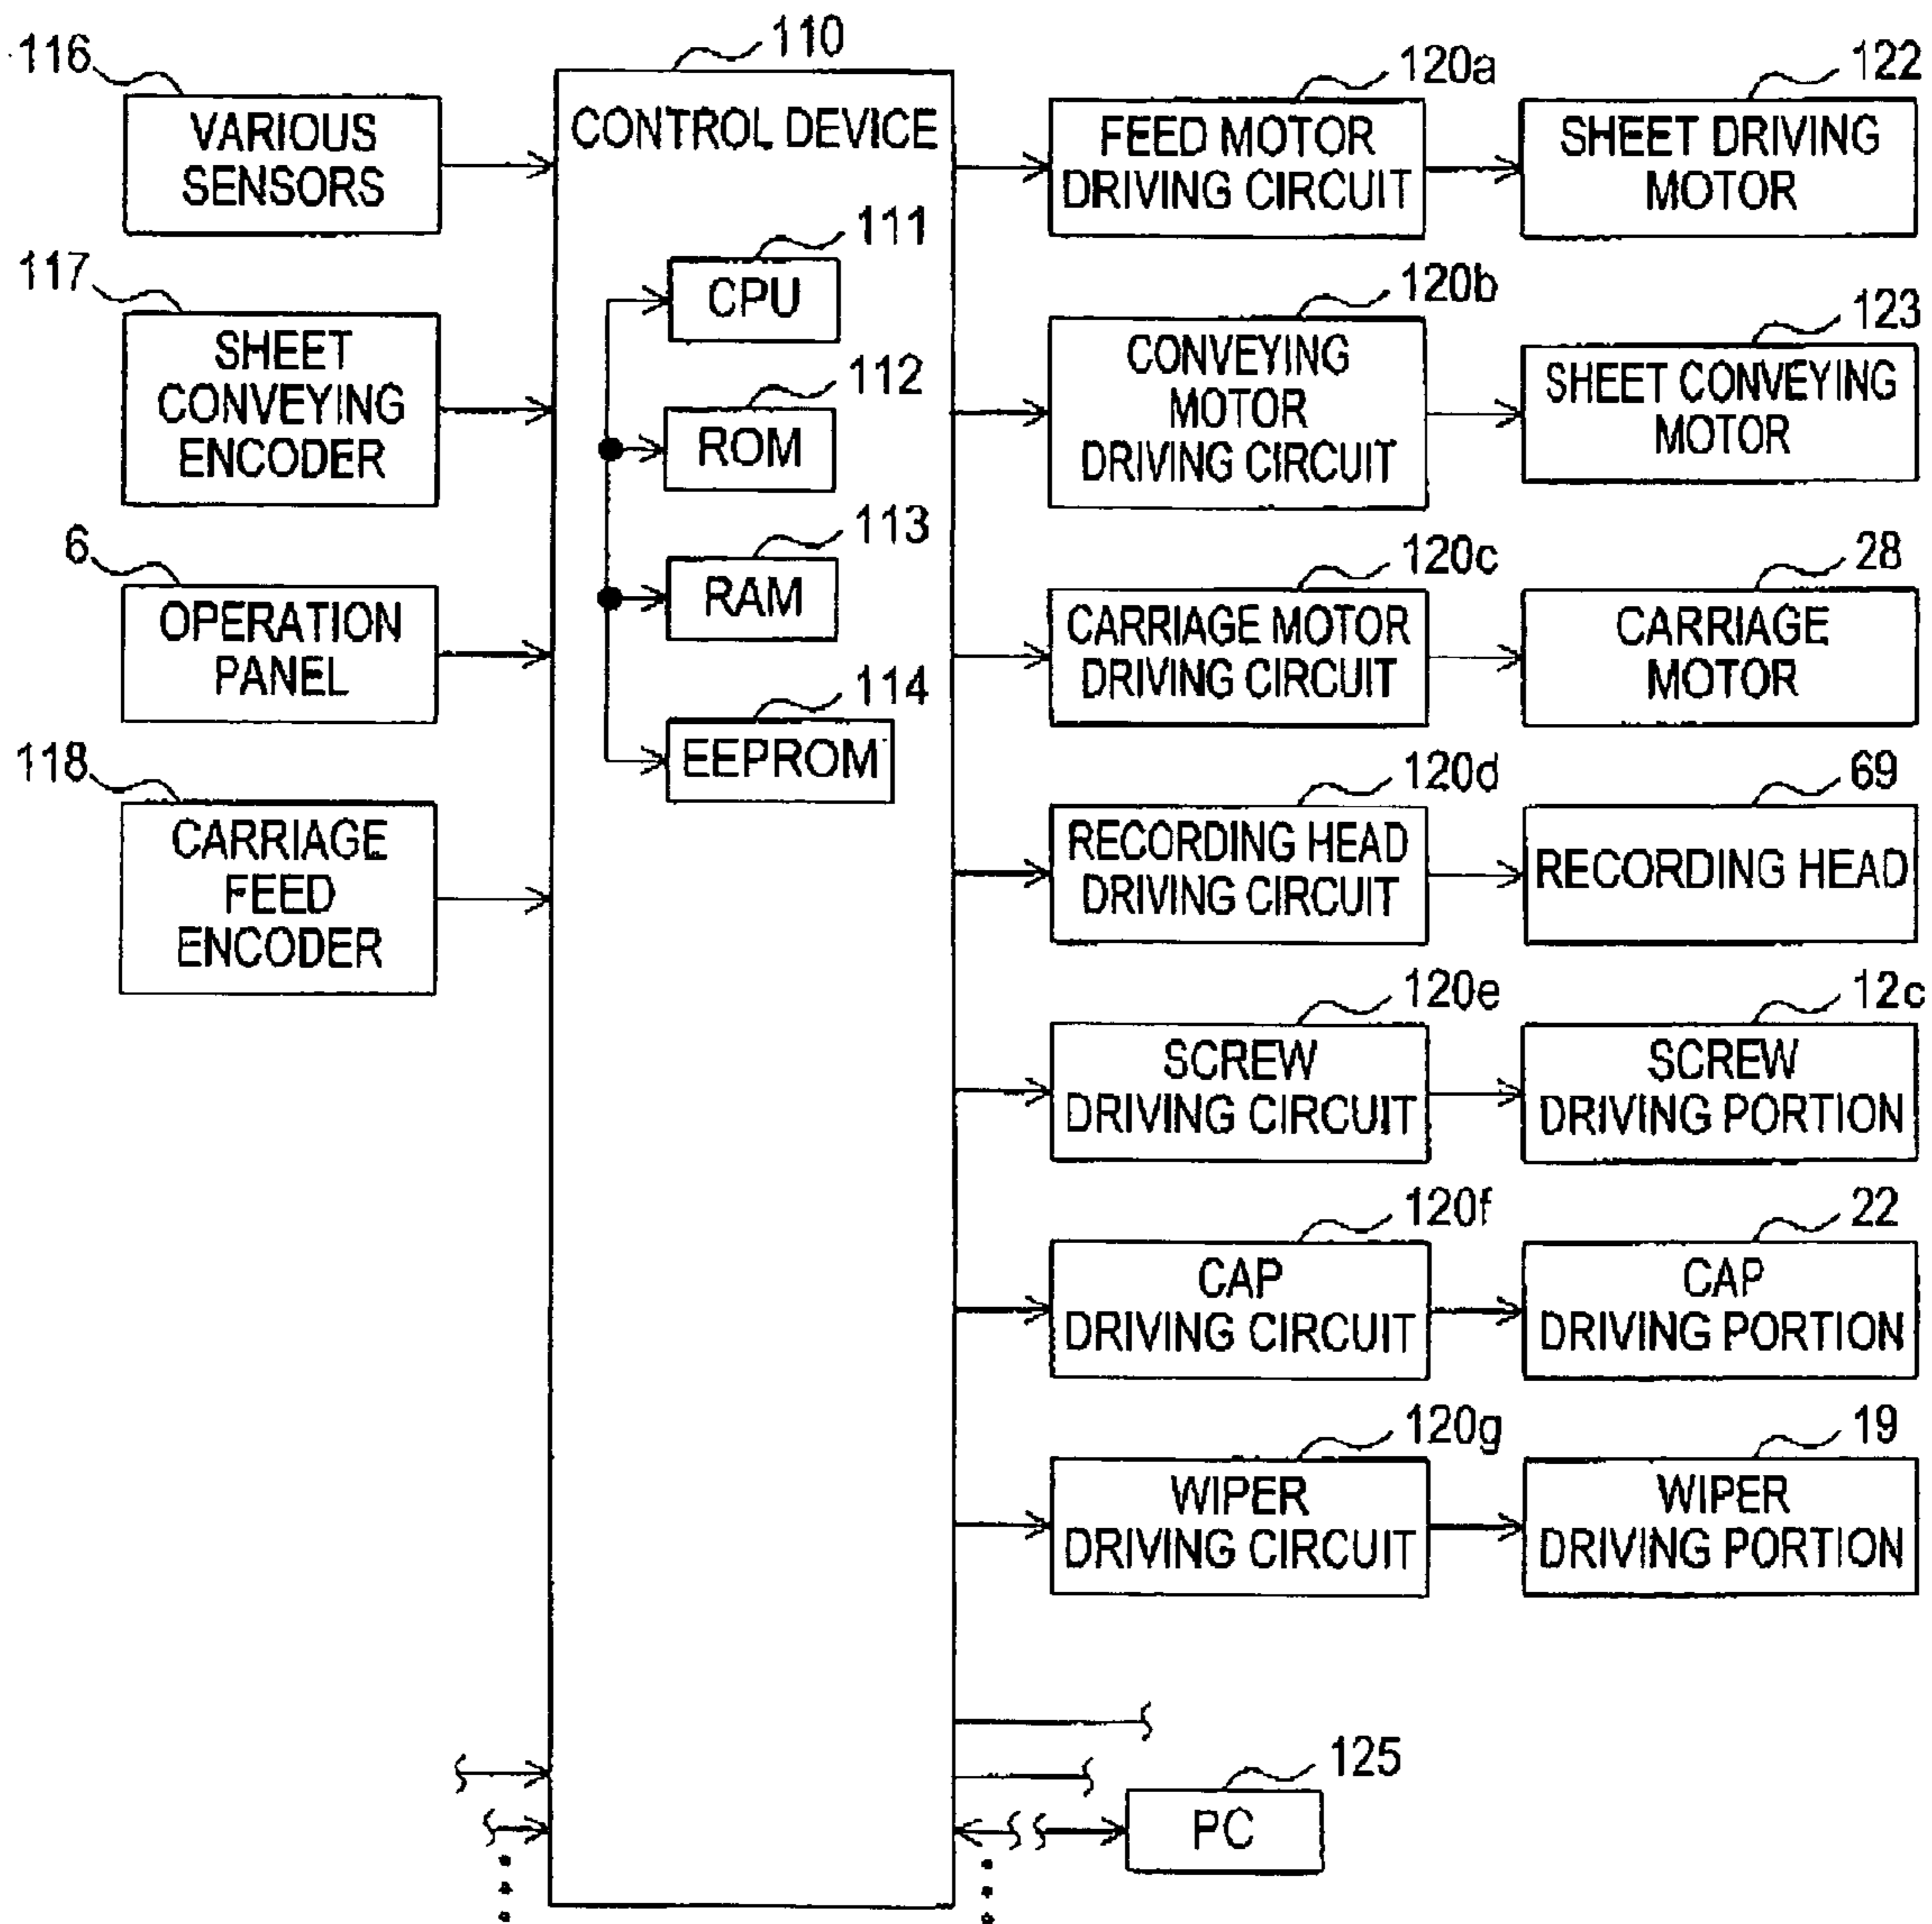 110
CONTROL DEVICE
116
VARIOUS
SENSORS
117
SHEET
CONVEYING
ENCODER
6
OPERATION
PANEL
118
CARRIAGE
FEED
ENCODER
111
CPU
112
ROM
113
RAM
114
EEPROM
120a
FEED MOTOR
DRIVING CIRCUIT
122
SHEET DRIVING
MOTOR
120b
CONVEYING
MOTOR
DRIVING CIRCUIT
123
SHEET CONVEYING
MOTOR
120c
CARRIAGE MOTOR
DRIVING CIRCUIT
28
CARRIAGE
MOTOR
120d
RECORDING HEAD
DRIVING CIRCUIT
69
RECORDING HEAD
120e
SCREW
DRIVING CIRCUIT
12c
SCREW
DRIVING PORTION
120f
CAP
DRIVING CIRCUIT
22
CAP
DRIVING PORTION
120g
WIPER
DRIVING CIRCUIT
19
WIPER
DRIVING PORTION
125
PC